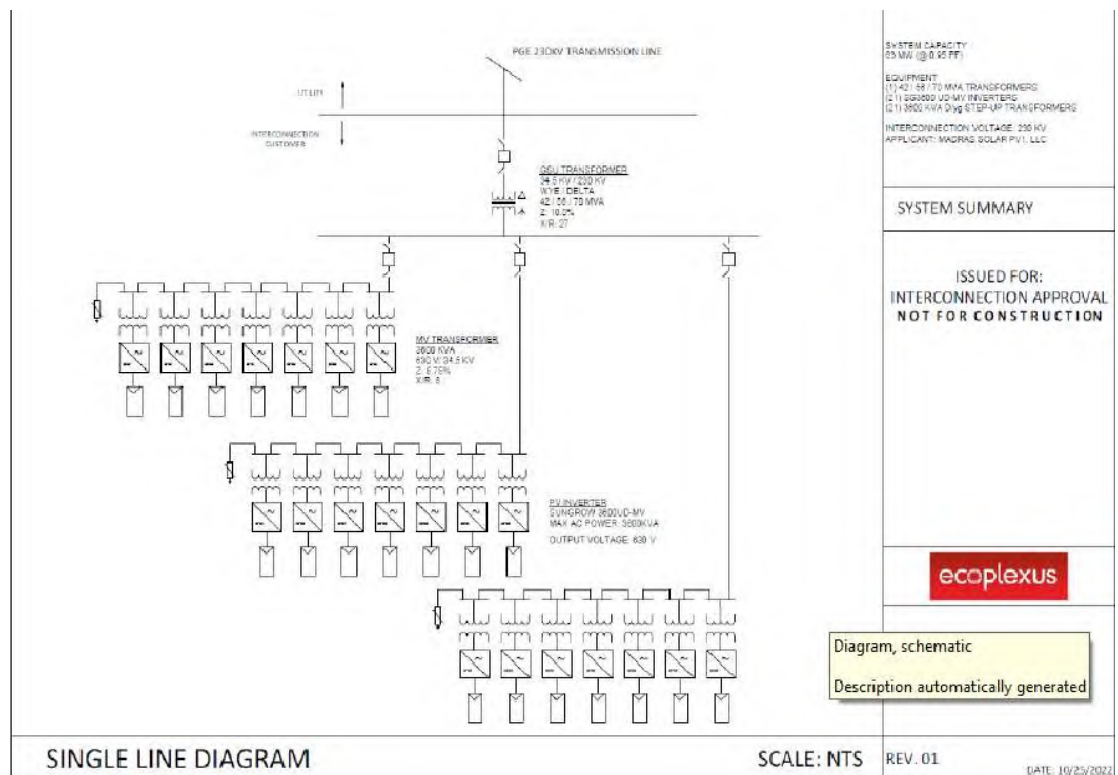 PGE 230KV TRANSMISSION LINE
UTILITY
INTERCONNECTION
CUSTOMER
GSU TRANSFORMER
34.5 KV / 230 KV
WYE / DELTA
42 / 56 / 70 MVA
Z: 10.0%
X/R: 27
MV TRANSFORMER
3600 KVA
630 V/ 34.5 KV
Z: 5.75%
X/R: 8
PV INVERTER
SUNGROW 3600UD-MV
MAX AC POWER: 3600KVA
OUTPUT VOLTAGE: 630 V
SYSTEM CAPACITY
63 MW (@ 0.95 PF)
EQUIPMENT
(1) 42 / 56 / 70 MVA TRANSFORMERS
(21) SG3600 UD-MV INVERTERS
(21) 3600 KVA D/yg STEP-UP TRANSFORMERS
INTERCONNECTION VOLTAGE: 230 KV
APPLICANT: MADRAS SOLAR PV1, LLC
SYSTEM SUMMARY
ISSUED FOR:
INTERCONNECTION APPROVAL
NOT FOR CONSTRUCTION
ecoplexus
Diagram, schematic
Description automatically generated
SINGLE LINE DIAGRAM
SCALE: NTS
REV. 01
DATE: 10/25/2022